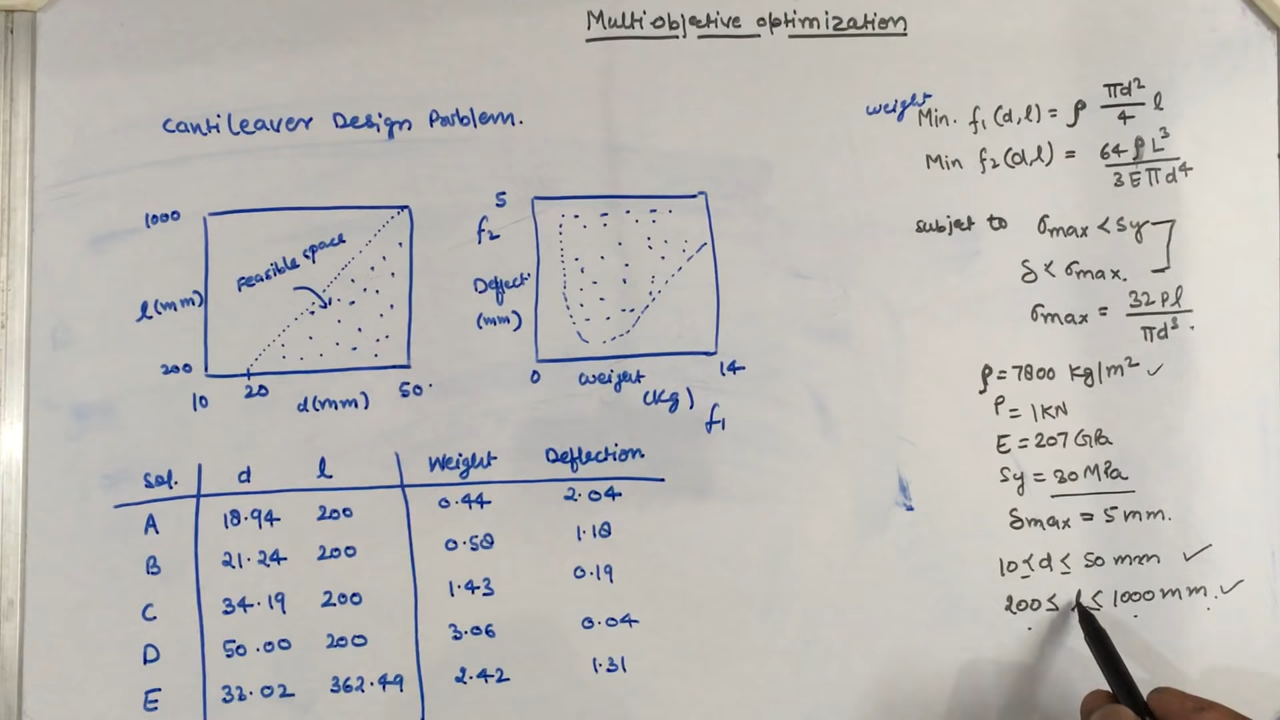 Multiobjective optimization
Cantileaver Design Problem.
1000
l(mm)
200
Feasible space
10
20
d(mm)
50.
5
f₂
Deflect.
(mm)
0
weight
(kg)
14
f₁
Sol. d l Weight Deflection
A 18.94 200 0.44 2.04
B 21.24 200 0.58 1.18
C 34.19 200 1.43 0.19
D 50.00 200 3.06 0.04
E 33.02 362.49 2.42 1.31
weight Min. f₁(d,l) = ρ πd²/4 l
Min f₂(d,l) = 64 ρ L³/3Eπd⁴
subject to σmax < Sy
δ < σmax.
σmax = 32Pl/πd³.
ρ = 7800 kg/m² ✓
P = 1KN
E = 207 GPa
Sy = 30 MPa
δmax = 5 mm.
10 ≤ d ≤ 50 mm ✓
200 ≤ l ≤ 1000 mm. ✓